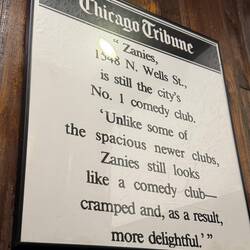 Chicago Tribune
" Zanies,
1548 N. Wells St.,
is still the city's
No. 1 comedy club.
'Unlike some of
the spacious newer clubs,
Zanies still looks
like a comedy club—
cramped and, as a result,
more delightful.' "